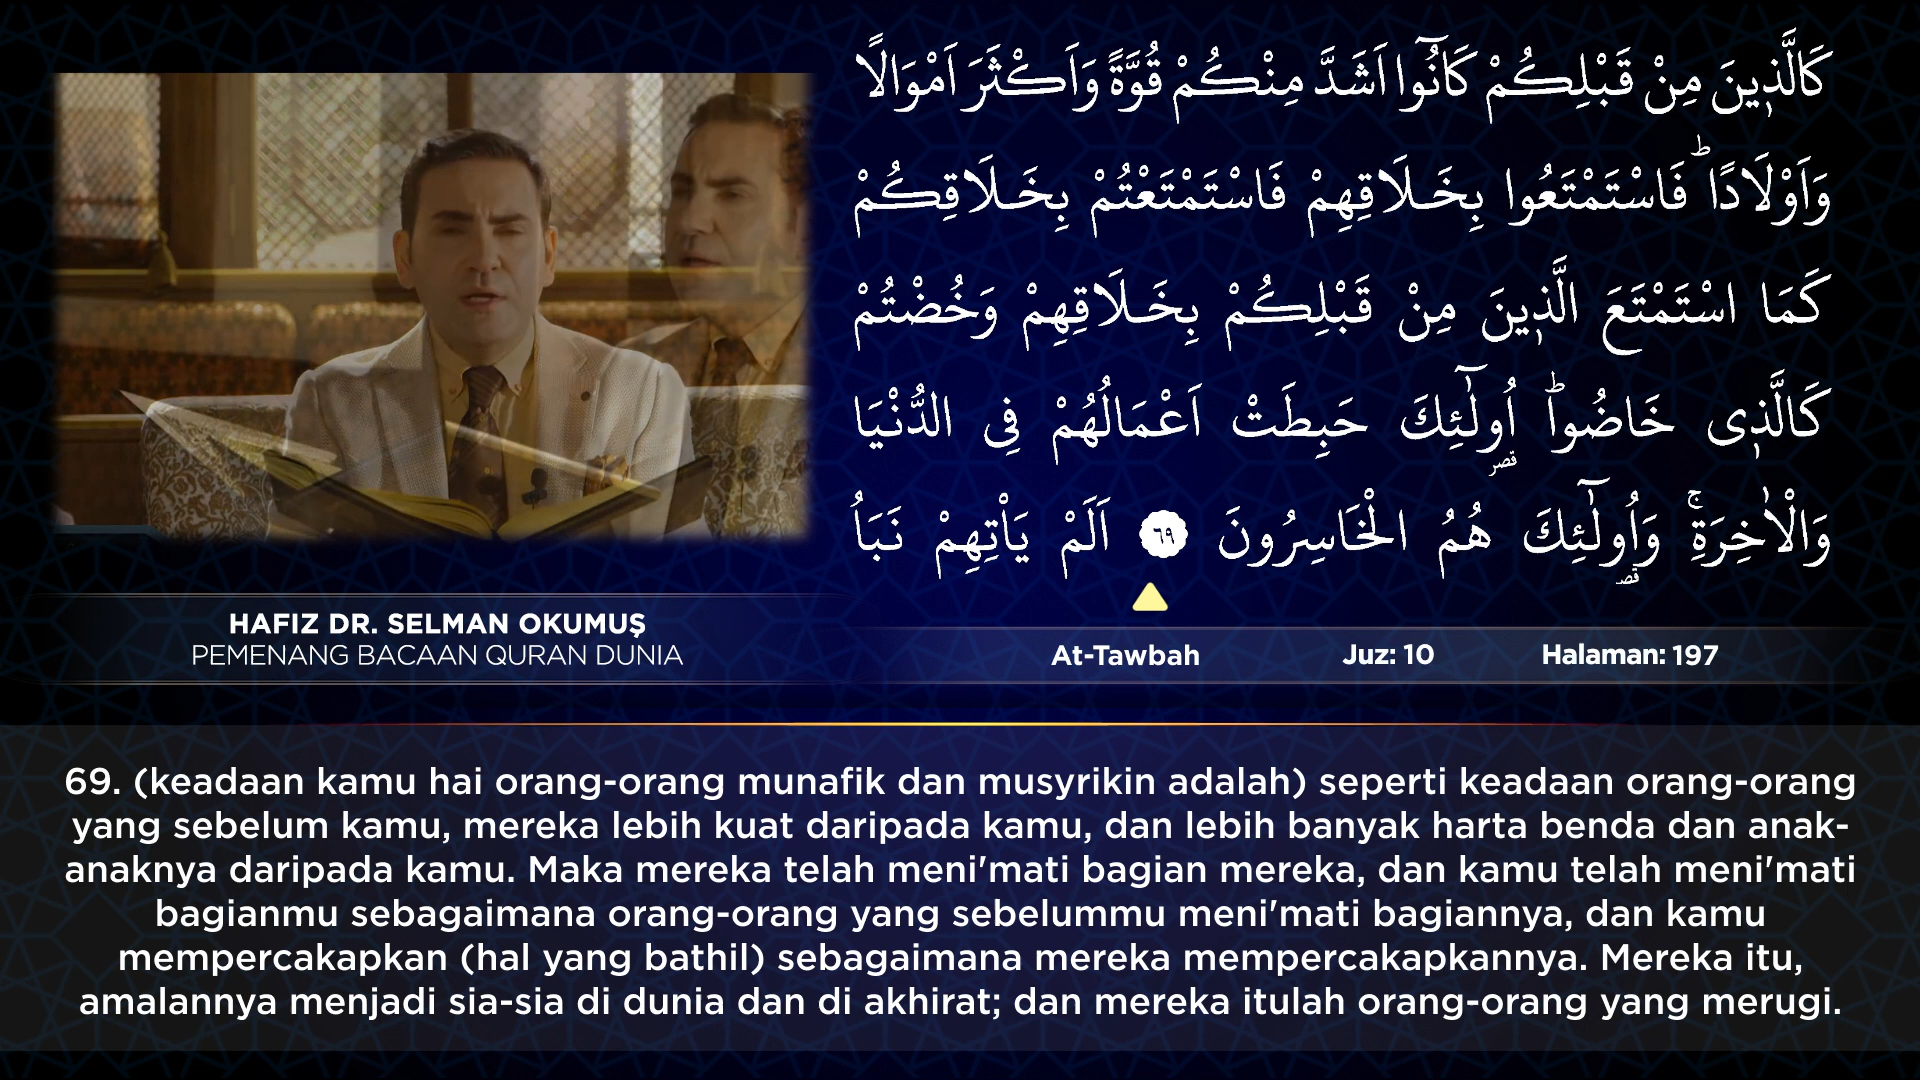 كَالَّذٖينَ مِنْ قَبْلِكُمْ كَانُٓوا اَشَدَّ مِنْكُمْ قُوَّةً وَاَكْثَرَ اَمْوَالًا
وَاَوْلَادًاؕ فَاسْتَمْتَعُوا بِخَلَاقِهِمْ فَاسْتَمْتَعْتُمْ بِخَلَاقِكُمْ
كَمَا اسْتَمْتَعَ الَّذٖينَ مِنْ قَبْلِكُمْ بِخَلَاقِهِمْ وَخُضْتُمْ
كَالَّذٖى خَاضُواؕ اُو۬لٰٓئِكَ حَبِطَتْ اَعْمَالُهُمْ فِى الدُّنْيَا
وَالْاٰخِرَةِۚ وَاُو۬لٰٓئِكَ هُمُ الْخَاسِرُونَ ٦٩ اَلَمْ يَأْتِهِمْ نَبَاُ
HAFIZ DR. SELMAN OKUMUŞ
PEMENANG BACAAN QURAN DUNIA
At-Tawbah Juz: 10 Halaman: 197
69. (keadaan kamu hai orang-orang munafik dan musyrikin adalah) seperti keadaan orang-orang
yang sebelum kamu, mereka lebih kuat daripada kamu, dan lebih banyak harta benda dan anak-
anaknya daripada kamu. Maka mereka telah meni'mati bagian mereka, dan kamu telah meni'mati
bagianmu sebagaimana orang-orang yang sebelummu meni'mati bagiannya, dan kamu
mempercakapkan (hal yang bathil) sebagaimana mereka mempercakapkannya. Mereka itu,
amalannya menjadi sia-sia di dunia dan di akhirat; dan mereka itulah orang-orang yang merugi.